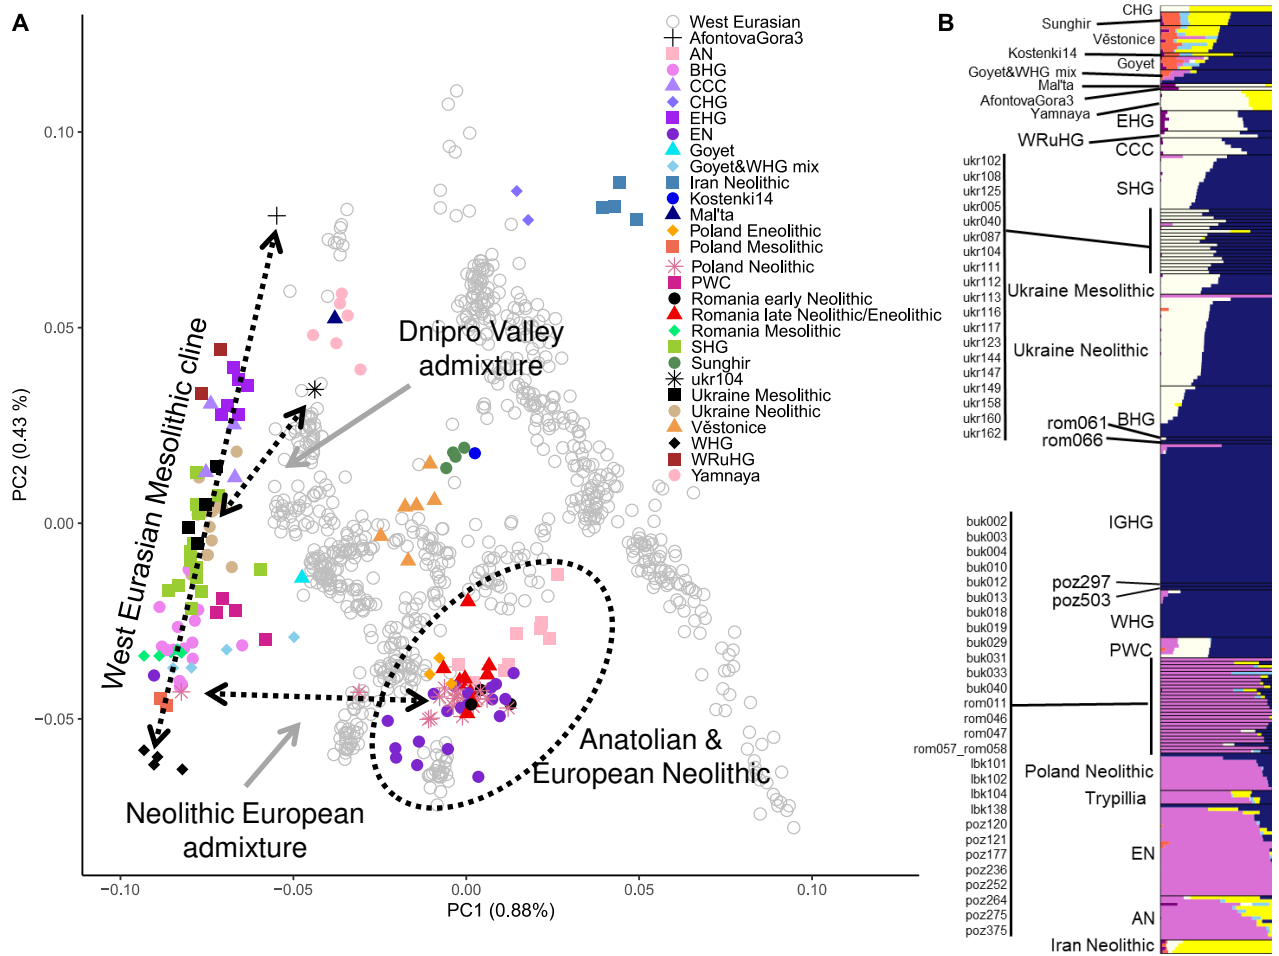 A
West Eurasian
AfontovaGora3
AN
BHG
CCC
CHG
EHG
EN
Goyet
Goyet&WHG mix
Iran Neolithic
Kostenki14
Mal'ta
Poland Eneolithic
Poland Mesolithic
Poland Neolithic
PWC
Romania early Neolithic
Romania late Neolithic/Eneolithic
Romania Mesolithic
SHG
Sunghir
ukr104
Ukraine Mesolithic
Ukraine Neolithic
Věstonice
WHG
WRuHG
Yamnaya
0.10
0.05
0.00
−0.05
PC2 (0.43 %)
−0.10
−0.05
0.00
0.05
0.10
PC1 (0.88%)
West Eurasian Mesolithic cline
Dnipro Valley
admixture
Anatolian &
European Neolithic
Neolithic European
admixture
B
CHG
Sunghir
Věstonice
Kostenki14
Goyet
Goyet&WHG mix
Mal'ta
AfontovaGora3
Yamnaya
EHG
WRuHG
CCC
SHG
Ukraine Mesolithic
Ukraine Neolithic
BHG
rom061
rom066
IGHG
poz297
poz503
WHG
PWC
Poland Neolithic
Trypillia
EN
AN
Iran Neolithic
ukr102
ukr108
ukr125
ukr005
ukr040
ukr087
ukr104
ukr111
ukr112
ukr113
ukr116
ukr117
ukr123
ukr144
ukr147
ukr149
ukr158
ukr160
ukr162
buk002
buk003
buk004
buk010
buk012
buk013
buk018
buk019
buk029
buk031
buk033
buk040
rom011
rom046
rom047
rom057_rom058
lbk101
lbk102
lbk104
lbk138
poz120
poz121
poz177
poz236
poz252
poz264
poz275
poz375